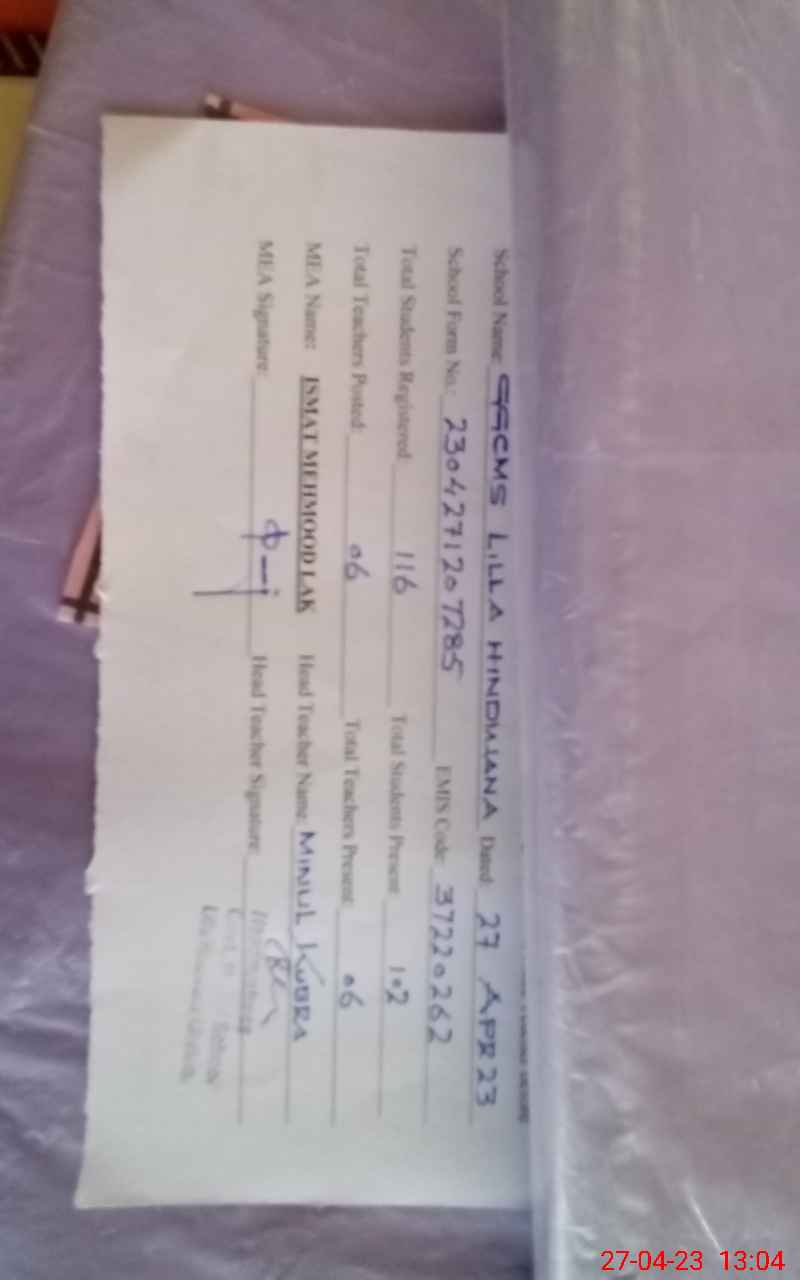 School Name: GGCMS LILLA HINDUANA Dated: 27 APR 23
School Form No.: 2304271207285 EMIS Code: 37220262
Total Students Registered: 116 Total Students Present: 102
Total Teachers Posted: 06 Total Teachers Present: 06
MEA Name: ISMAT MEHMOOD LAK Head Teacher Name: MINUL KUBRA
MEA Signature: Head Teacher Signature:
27-04-23 13:04